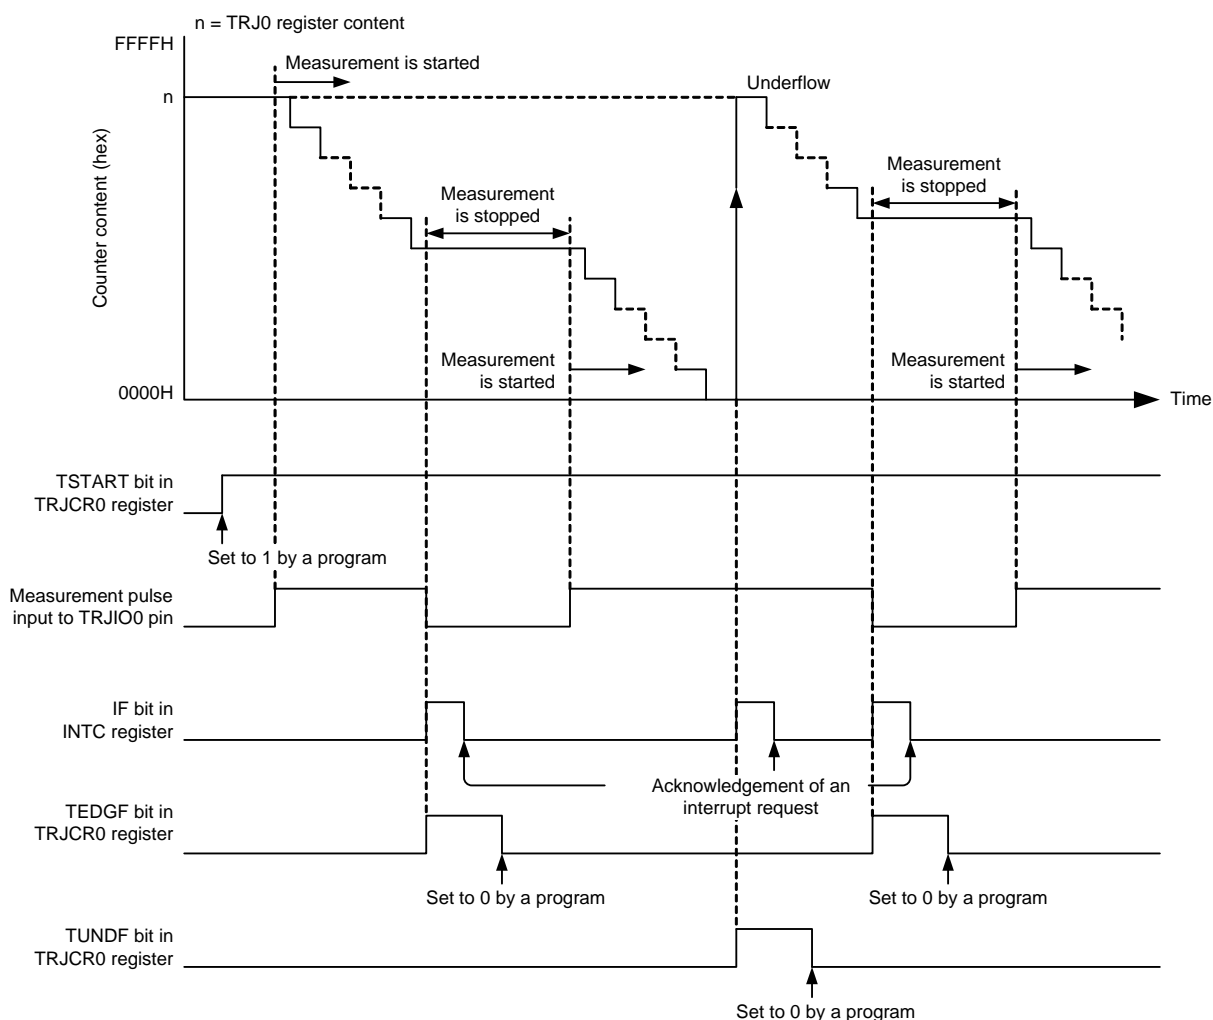 n = TRJ0 register content
FFFFH
Measurement is started
n
Underflow
Counter content (hex)
Measurement
is stopped
Measurement
is stopped
Measurement
is started
Measurement
is started
0000H
Time
TSTART bit in
TRJCR0 register
Set to 1 by a program
Measurement pulse
input to TRJIO0 pin
IF bit in
INTC register
Acknowledgement of an
interrupt request
TEDGF bit in
TRJCR0 register
Set to 0 by a program
Set to 0 by a program
TUNDF bit in
TRJCR0 register
Set to 0 by a program